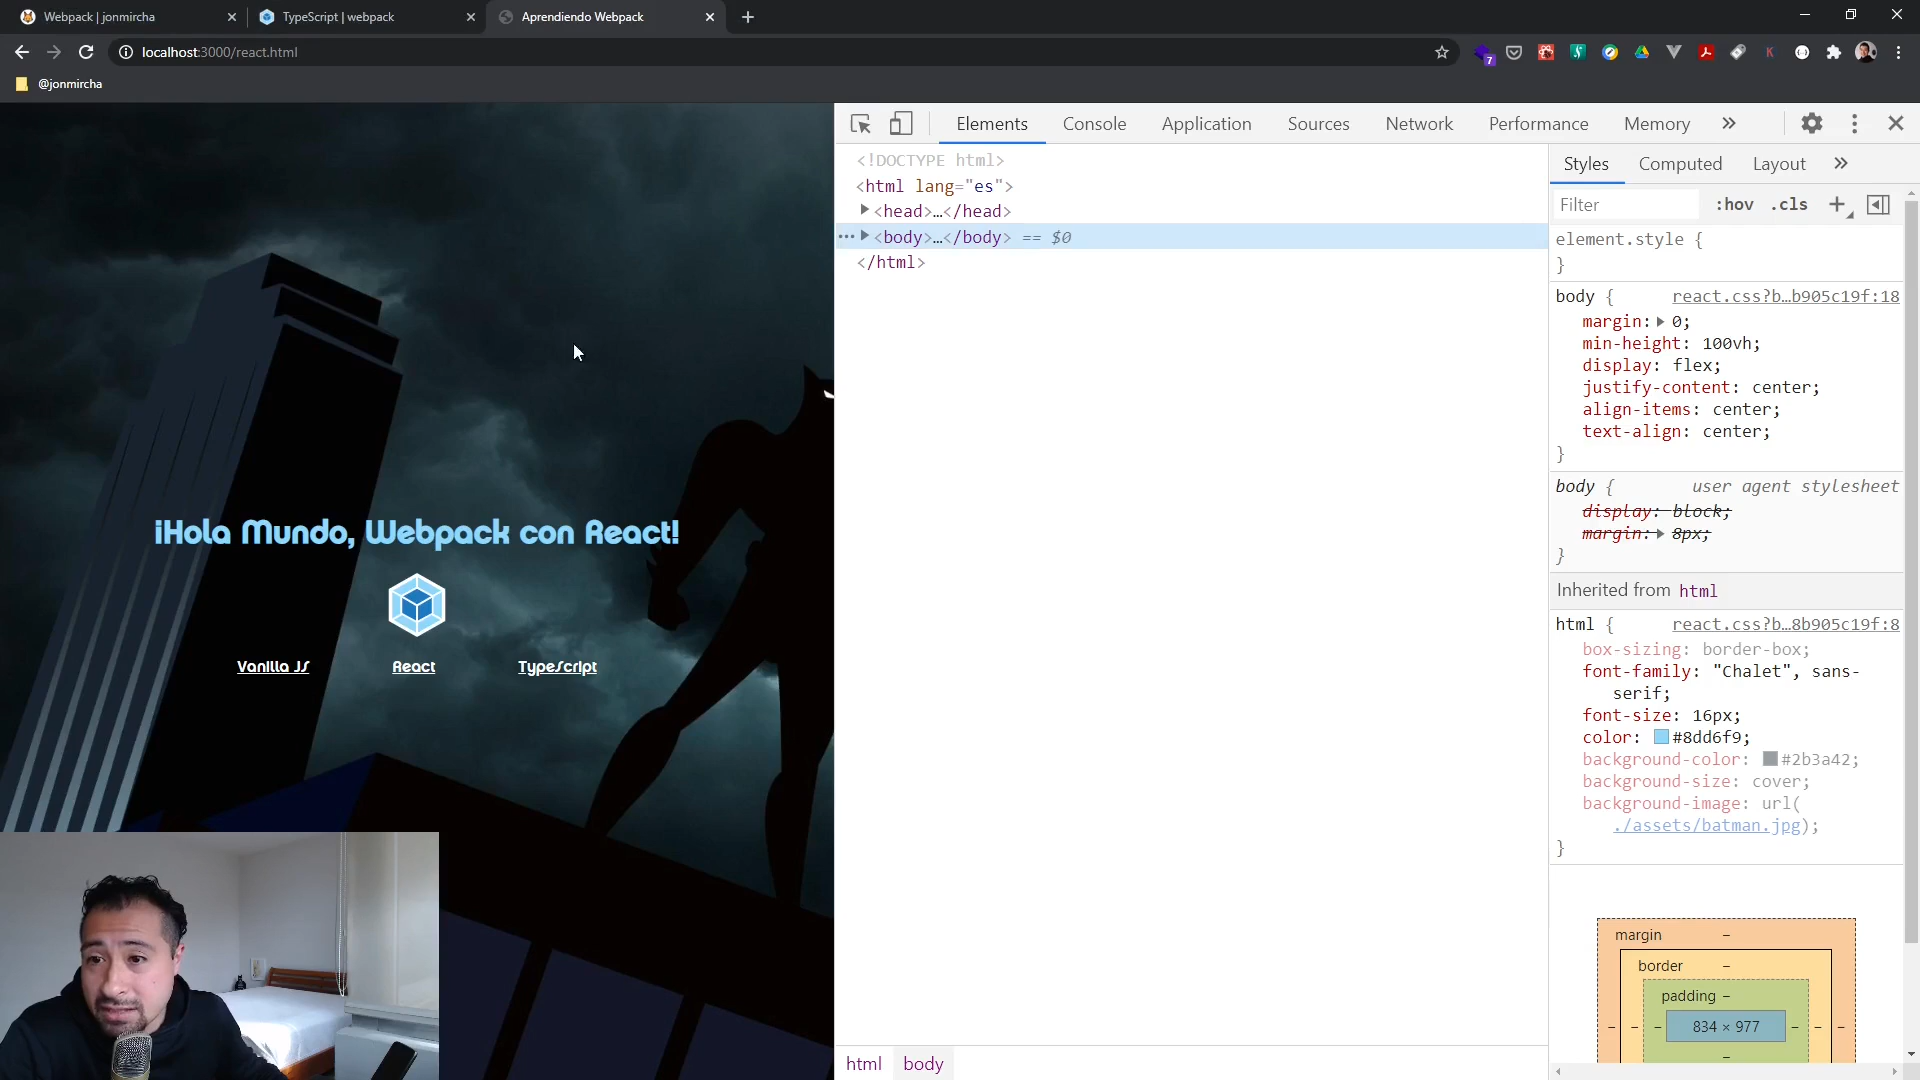 Webpack | jonmircha
TypeScript | webpack
Aprendiendo Webpack
localhost:3000/react.html
7
K
@jonmircha
¡Hola Mundo, Webpack con React!
Vanilla JS
React
TypeScript
Elements
Console
Application
Sources
Network
Performance
Memory
»
<!DOCTYPE html>
<html lang="es">
<head>…</head>
<body>…</body> == $0
</html>
html
body
Styles
Computed
Layout
»
Filter
:hov
.cls
element.style {
}
body {
react.css?b…b905c19f:18
margin: 0;
min-height: 100vh;
display: flex;
justify-content: center;
align-items: center;
text-align: center;
}
body {
user agent stylesheet
display: block;
margin: 8px;
}
Inherited from html
html {
react.css?b…8b905c19f:8
box-sizing: border-box;
font-family: "Chalet", sans-
serif;
font-size: 16px;
color: #8dd6f9;
background-color: #2b3a42;
background-size: cover;
background-image: url(
./assets/batman.jpg);
}
margin –
border –
padding –
– – – 834 × 977 – – –
–